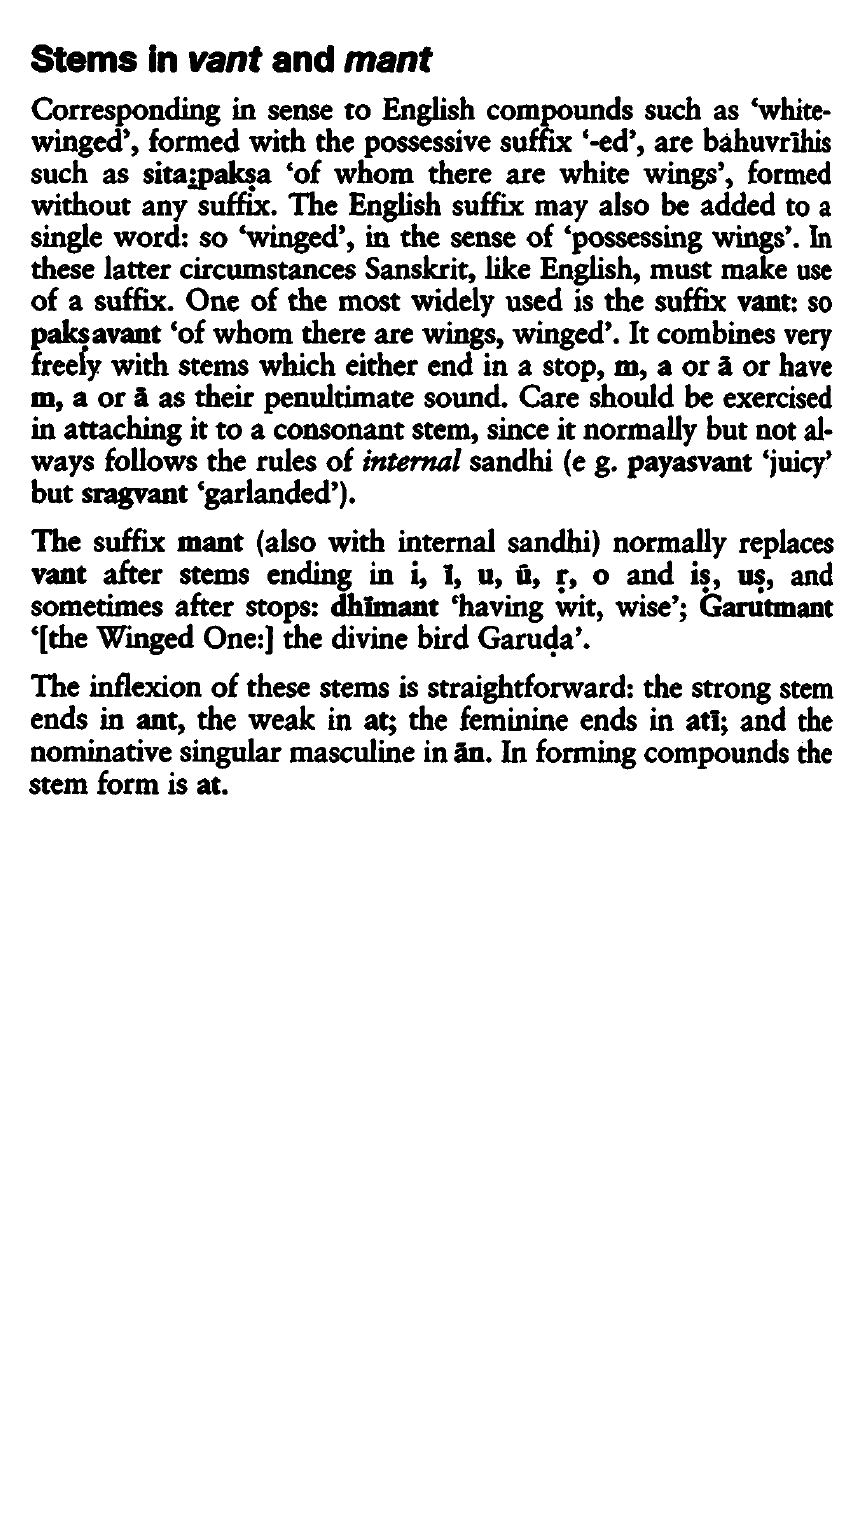 Stems in vant and mant
Corresponding in sense to English compounds such as ‘white-
winged’, formed with the possessive suffix ‘-ed’, are bahuvrīhis
such as sita:pakṣa ‘of whom there are white wings’, formed
without any suffix. The English suffix may also be added to a
single word: so ‘winged’, in the sense of ‘possessing wings’. In
these latter circumstances Sanskrit, like English, must make use
of a suffix. One of the most widely used is the suffix vant: so
pakṣavant ‘of whom there are wings, winged’. It combines very
freely with stems which either end in a stop, m, a or ā or have
m, a or ā as their penultimate sound. Care should be exercised
in attaching it to a consonant stem, since it normally but not al-
ways follows the rules of internal sandhi (e g. payasvant ‘juicy’
but sragvant ‘garlanded’).
The suffix mant (also with internal sandhi) normally replaces
vant after stems ending in i, ī, u, ū, ṛ, o and iṣ, uṣ, and
sometimes after stops: dhīmant ‘having wit, wise’; Garutmant
‘[the Winged One:] the divine bird Garuḍa’.
The inflexion of these stems is straightforward: the strong stem
ends in ant, the weak in at; the feminine ends in atī; and the
nominative singular masculine in ān. In forming compounds the
stem form is at.